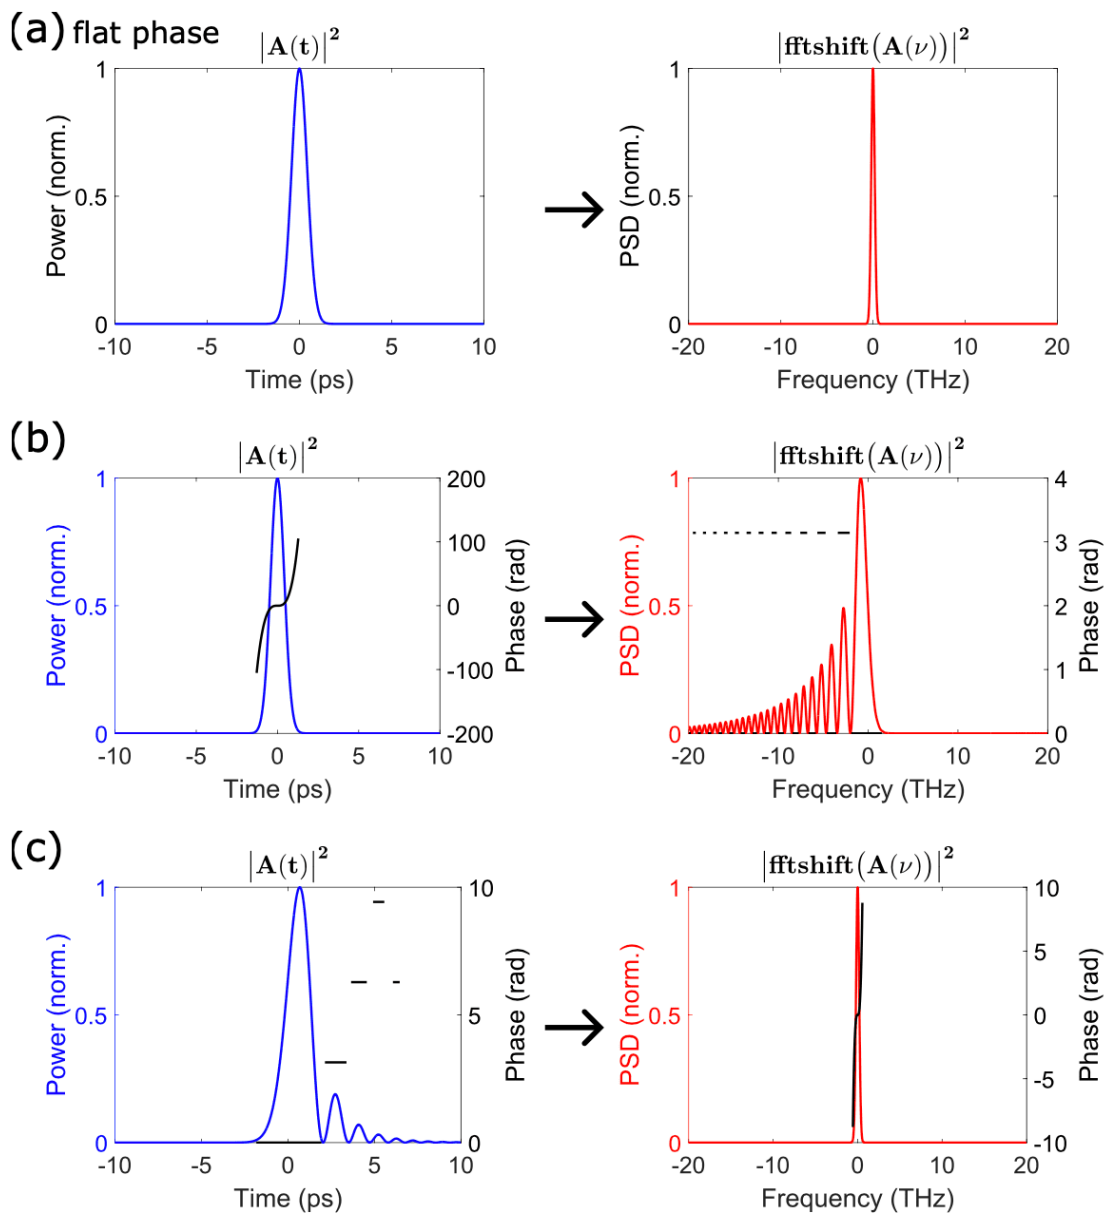 (a) flat phase
|A(t)|²
|fftshift(A(ν))|²
Power (norm.)
1
0.5
0
-10 -5 0 5 10
Time (ps)
PSD (norm.)
1
0.5
0
-20 -10 0 10 20
Frequency (THz)
(b)
|A(t)|²
|fftshift(A(ν))|²
Power (norm.)
1
0.5
0
200
100
0
-100
-200
Phase (rad)
-10 -5 0 5 10
Time (ps)
PSD (norm.)
1
0.5
0
4
3
2
1
0
Phase (rad)
-20 -10 0 10 20
Frequency (THz)
(c)
|A(t)|²
|fftshift(A(ν))|²
Power (norm.)
1
0.5
0
10
5
0
Phase (rad)
-10 -5 0 5 10
Time (ps)
PSD (norm.)
1
0.5
0
10
5
0
-5
-10
Phase (rad)
-20 -10 0 10 20
Frequency (THz)